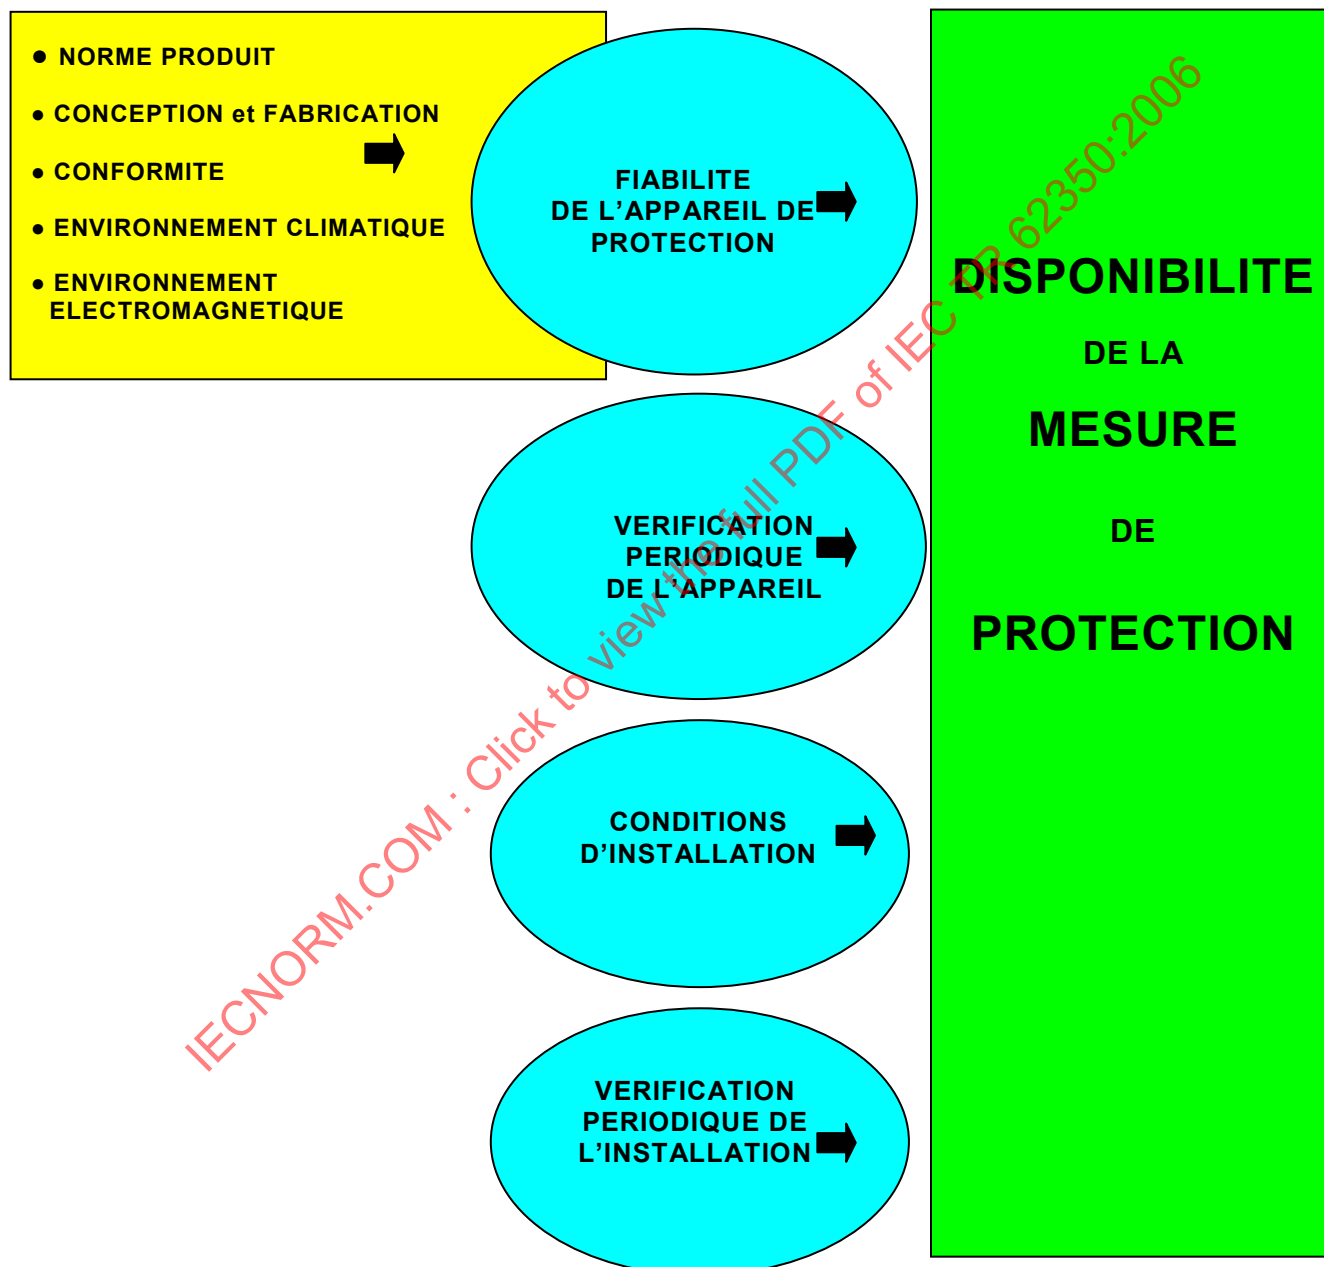 ● NORME PRODUIT
● CONCEPTION et FABRICATION
● CONFORMITE
● ENVIRONNEMENT CLIMATIQUE
● ENVIRONNEMENT
ELECTROMAGNETIQUE
FIABILITE
DE L’APPAREIL DE
PROTECTION
VERIFICATION
PERIODIQUE
DE L’APPAREIL
CONDITIONS
D’INSTALLATION
VERIFICATION
PERIODIQUE DE
L’INSTALLATION
DISPONIBILITE
DE LA
MESURE
DE
PROTECTION
IECNORM.COM : Click to view the full PDF of IEC TR 62350:2006